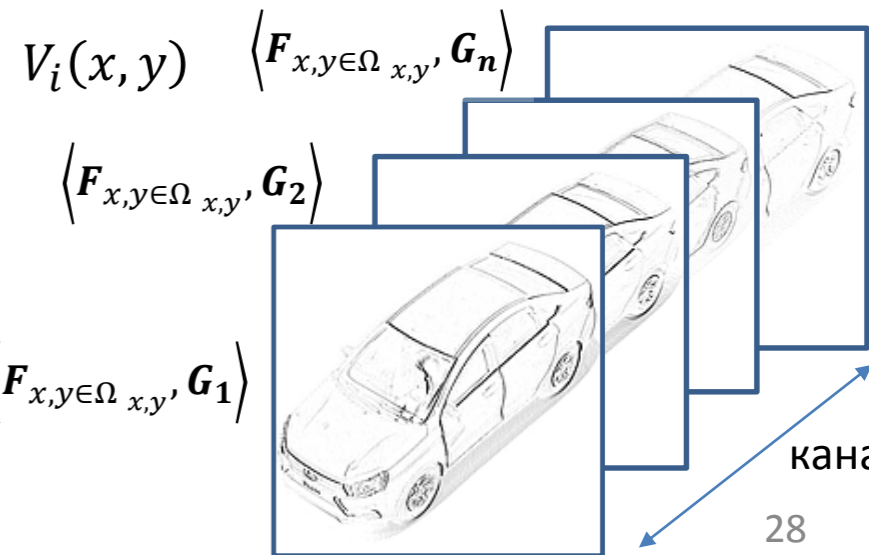 V_i(x, y) ⟨F_{x,y∈Ω x,y}, G_n⟩
⟨F_{x,y∈Ω x,y}, G_2⟩
F_{x,y∈Ω x,y}, G_1⟩
кана
28